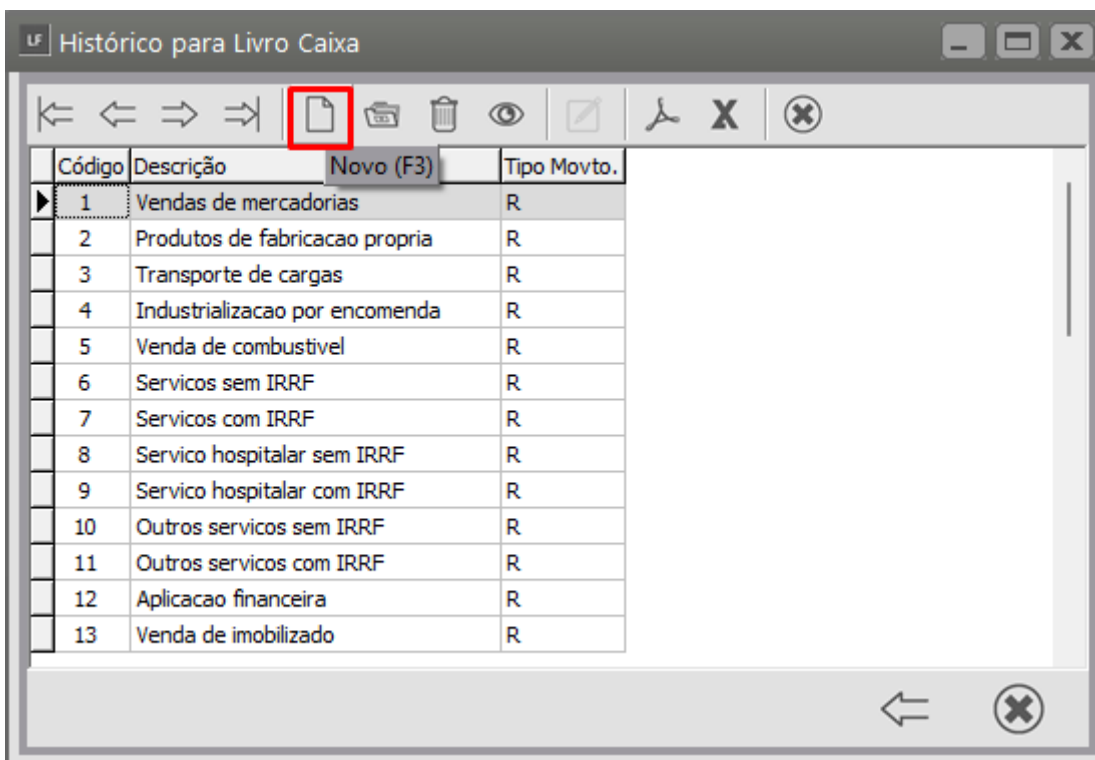 LF Histórico para Livro Caixa
X
Novo (F3)
Código Descrição Tipo Movto.
1 Vendas de mercadorias R
2 Produtos de fabricacao propria R
3 Transporte de cargas R
4 Industrializacao por encomenda R
5 Venda de combustivel R
6 Servicos sem IRRF R
7 Servicos com IRRF R
8 Servico hospitalar sem IRRF R
9 Servico hospitalar com IRRF R
10 Outros servicos sem IRRF R
11 Outros servicos com IRRF R
12 Aplicacao financeira R
13 Venda de imobilizado R